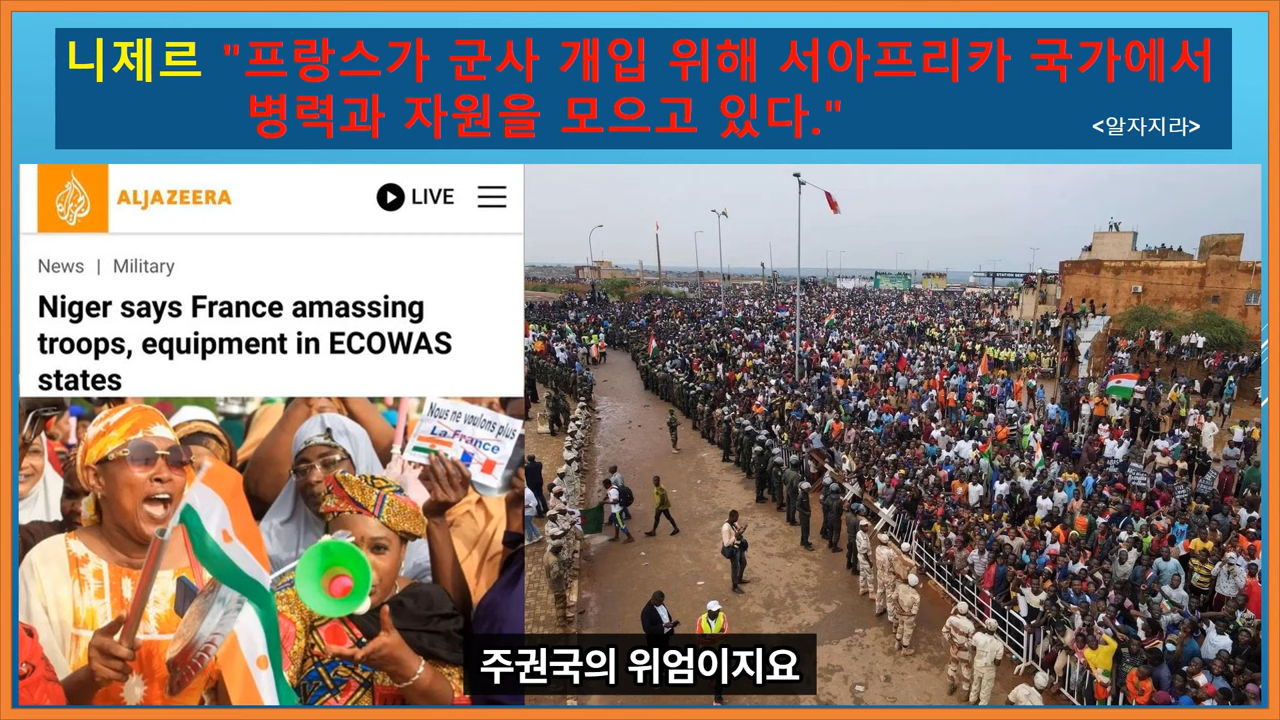 니제르 "프랑스가 군사 개입 위해 서아프리카 국가에서
병력과 자원을 모으고 있다."
<알자지라>
ALJAZEERA
LIVE
News | Military
Niger says France amassing
troops, equipment in ECOWAS
states
Nous ne voulons plus
La France
주권국의 위엄이지요